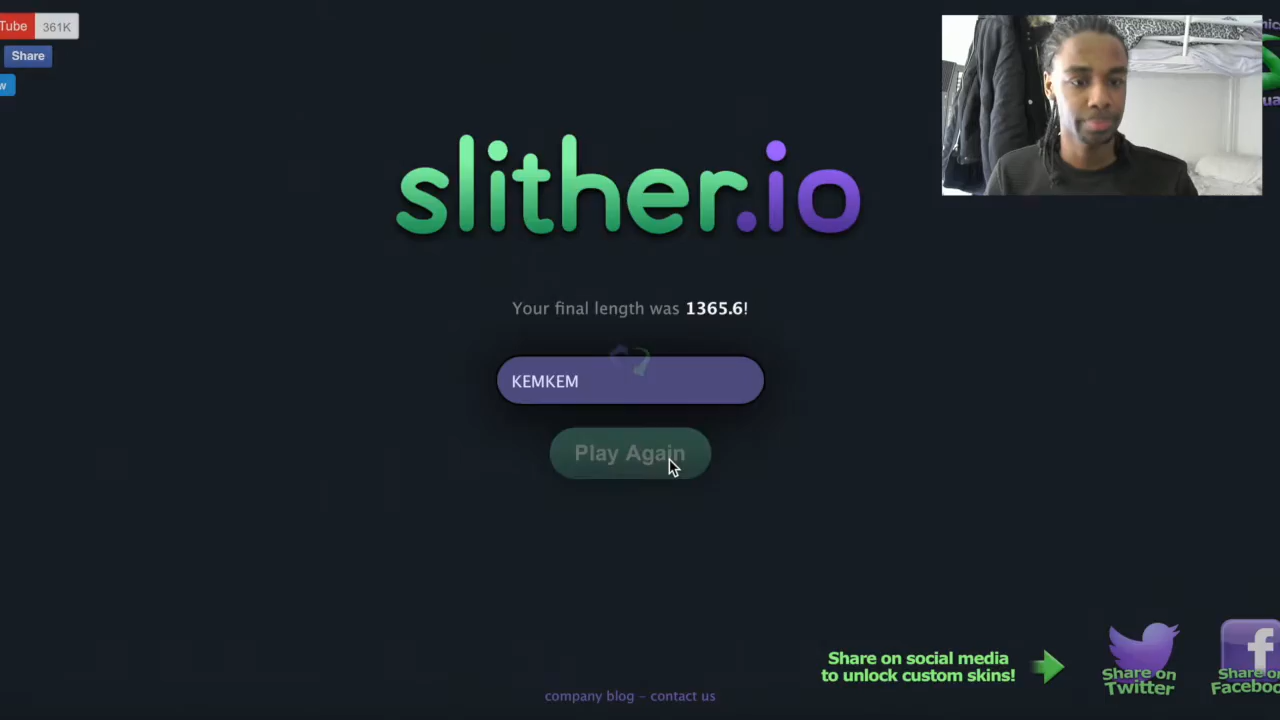 Tube 361K
Share
w
slither.io
Your final length was 1365.6!
KEMKEM
Play Again
Share on social media
to unlock custom skins!
Share on
Twitter
company blog - contact us